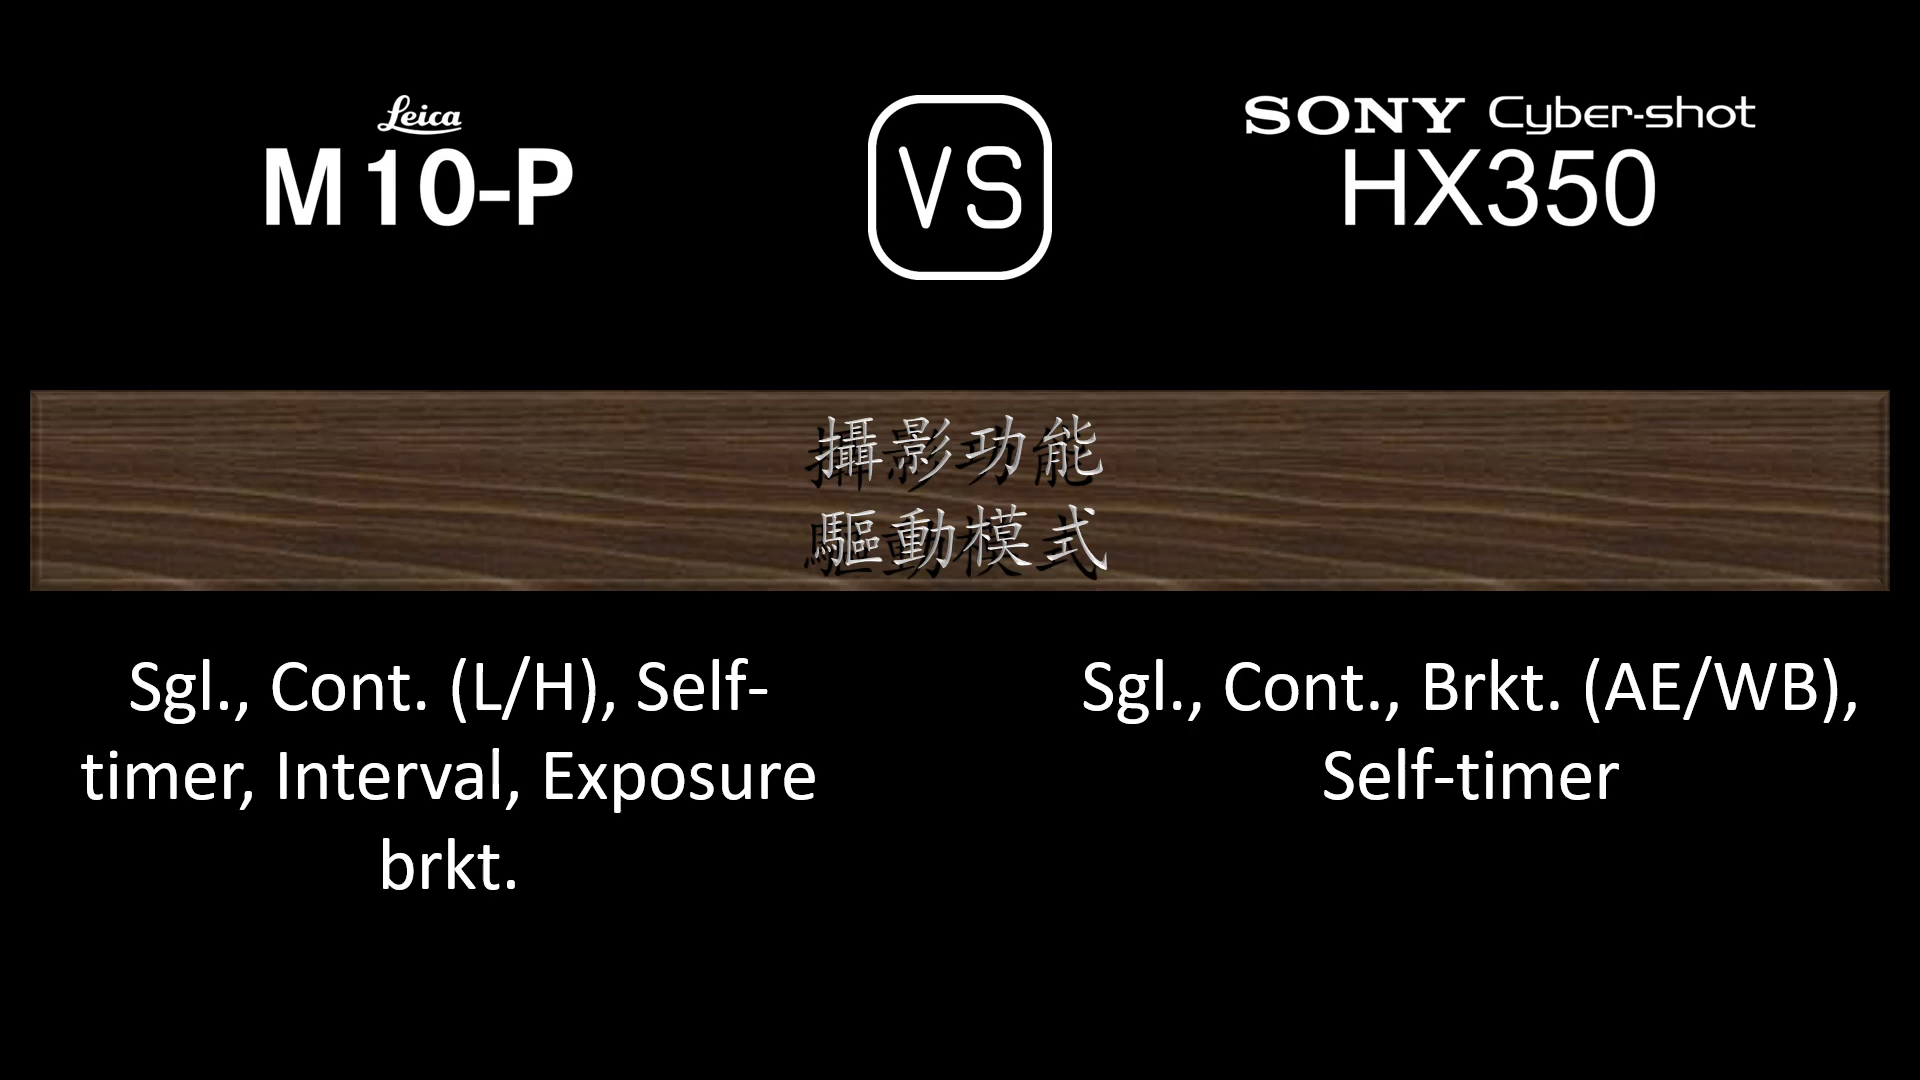 Leica
M10-P
VS
SONY Cyber-shot
HX350
攝影功能
驅動模式
Sgl., Cont. (L/H), Self-
timer, Interval, Exposure
brkt.
Sgl., Cont., Brkt. (AE/WB),
Self-timer